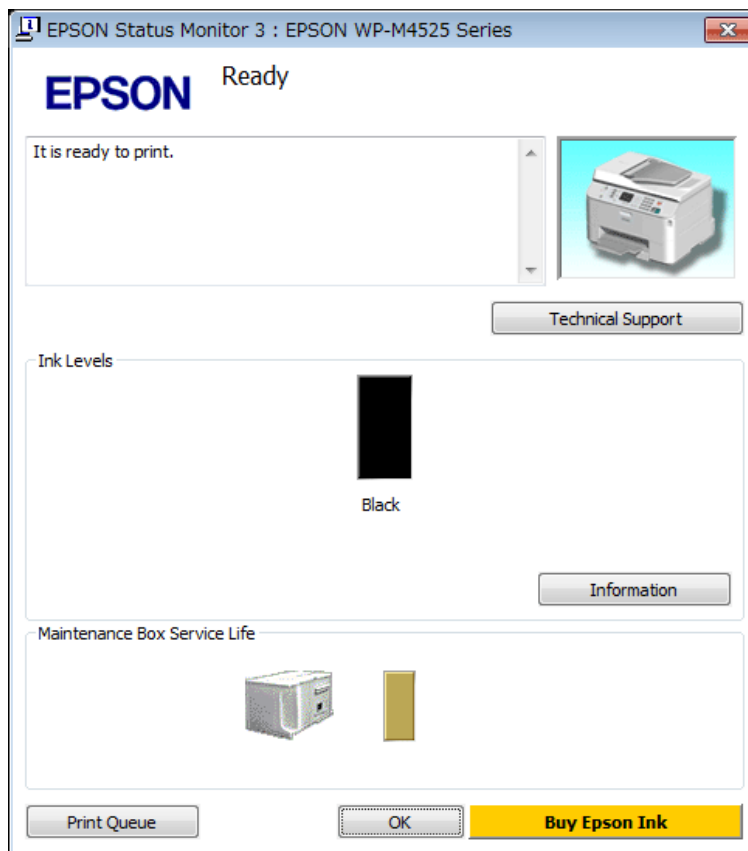 EPSON Status Monitor 3 : EPSON WP-M4525 Series
EPSON
Ready
It is ready to print.
Technical Support
Ink Levels
Black
Information
Maintenance Box Service Life
Print Queue
OK
Buy Epson Ink